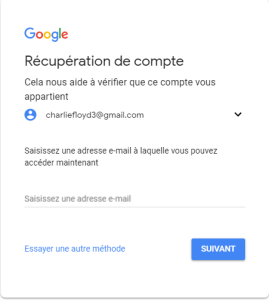 Google
Récupération de compte
Cela nous aide à vérifier que ce compte vous
appartient
charliefloyd3@gmail.com
Saisissez une adresse e-mail à laquelle vous pouvez
accéder maintenant
Saisissez une adresse e-mail
Essayer une autre méthode
SUIVANT